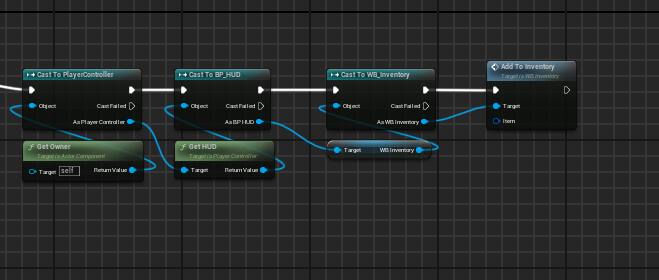 Cast To PlayerController
Object
Cast Failed
As Player Controller
Get Owner
Target is Actor Component
Target
self
Return Value
Cast To BP_HUD
Object
Cast Failed
As BP HUD
Get HUD
Target is Player Controller
Target
Return Value
Cast To WB_Inventory
Object
Cast Failed
As WB Inventory
Target
WB Inventory
Add To Inventory
Target is WB Inventory
Target
Item